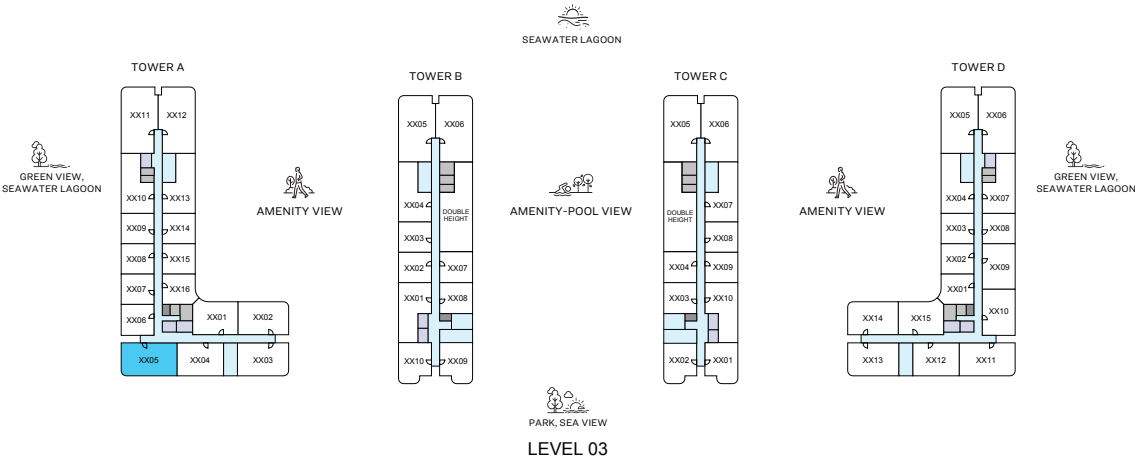 SEAWATER LAGOON
TOWER A
TOWER B
TOWER C
TOWER D
XX11 XX12
XX05 XX06
XX05 XX06
XX05 XX06
GREEN VIEW,
SEAWATER LAGOON
AMENITY VIEW
AMENITY-POOL VIEW
AMENITY VIEW
GREEN VIEW,
SEAWATER LAGOON
XX10 XX13
XX09 XX14
XX08 XX15
XX07 XX16
XX06
XX01 XX02
XX05 XX04 XX03
XX04
DOUBLE
HEIGHT
XX03
XX02 XX07
XX01 XX08
XX10 XX09
XX07
DOUBLE
HEIGHT
XX08
XX04 XX09
XX03 XX10
XX02 XX01
XX04 XX07
XX03 XX08
XX02 XX09
XX01
XX10
XX14 XX15
XX13 XX12 XX11
PARK, SEA VIEW
LEVEL 03